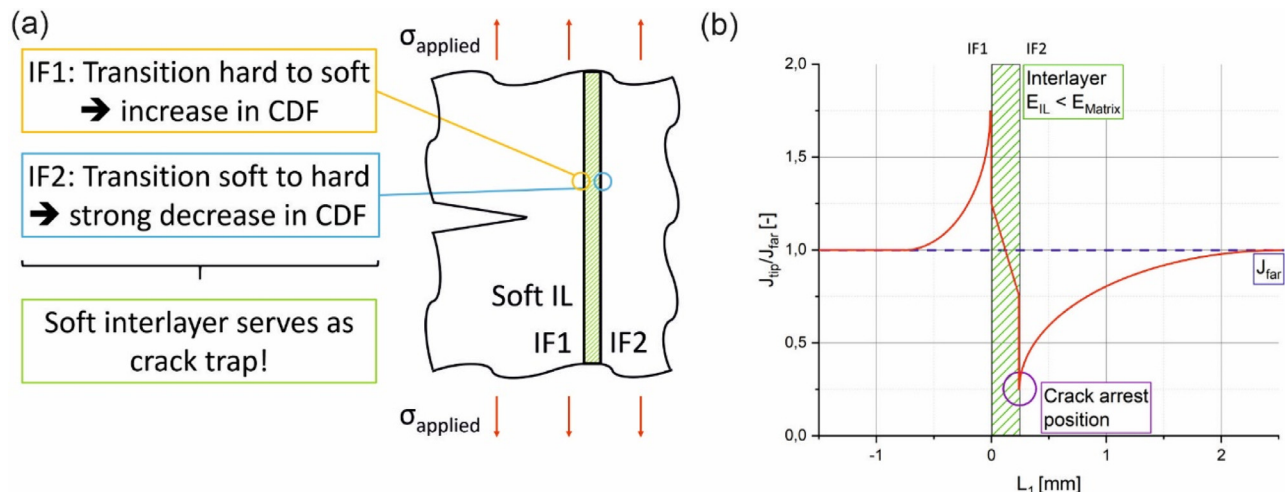 (a)
σapplied
IF1: Transition hard to soft
➔ increase in CDF
IF2: Transition soft to hard
➔ strong decrease in CDF
Soft interlayer serves as
crack trap!
Soft IL
IF1
IF2
σapplied
(b)
IF1
IF2
2,0
1,5
1,0
0,5
0,0
Jtip/Jfar [-]
Interlayer
EIL < EMatrix
Jfar
Crack arrest
position
-1
0
1
2
L1 [mm]